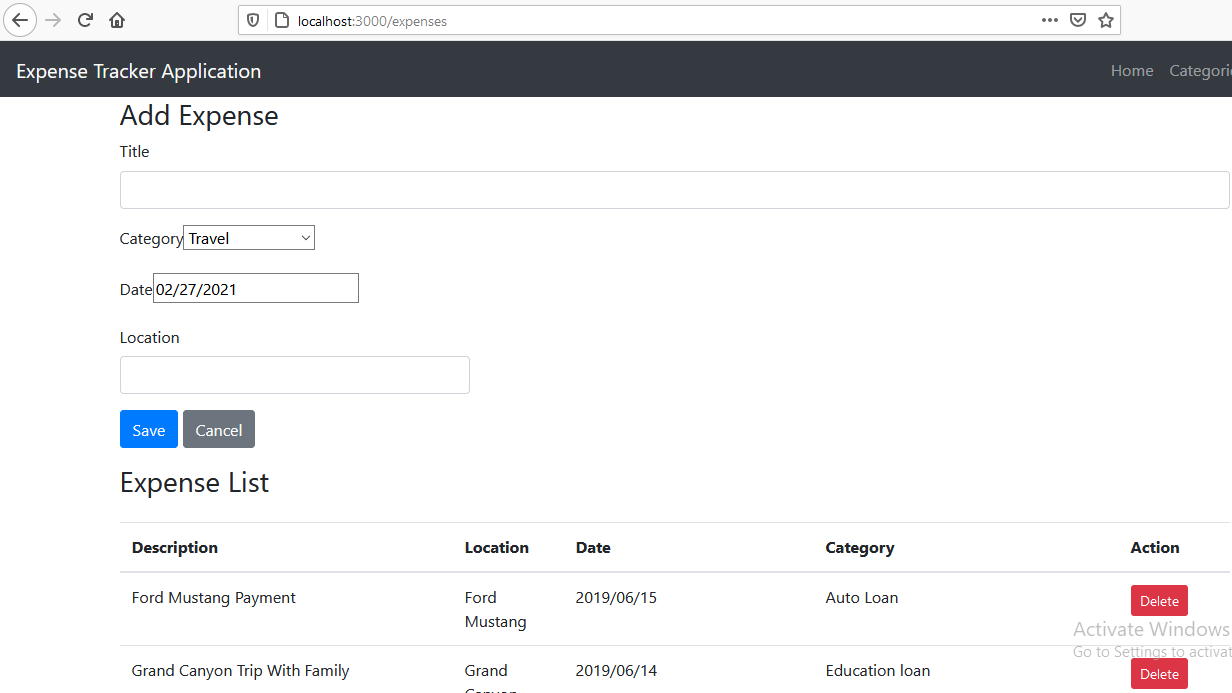 localhost:3000/expenses
Expense Tracker Application
Home
Categori
Add Expense
Title
Category Travel
Date 02/27/2021
Location
Save Cancel
Expense List
Description Location Date Category Action
Ford Mustang Payment Ford Mustang 2019/06/15 Auto Loan Delete
Activate Windows
Go to Settings to activat
Grand Canyon Trip With Family Grand Canyon 2019/06/14 Education loan Delete